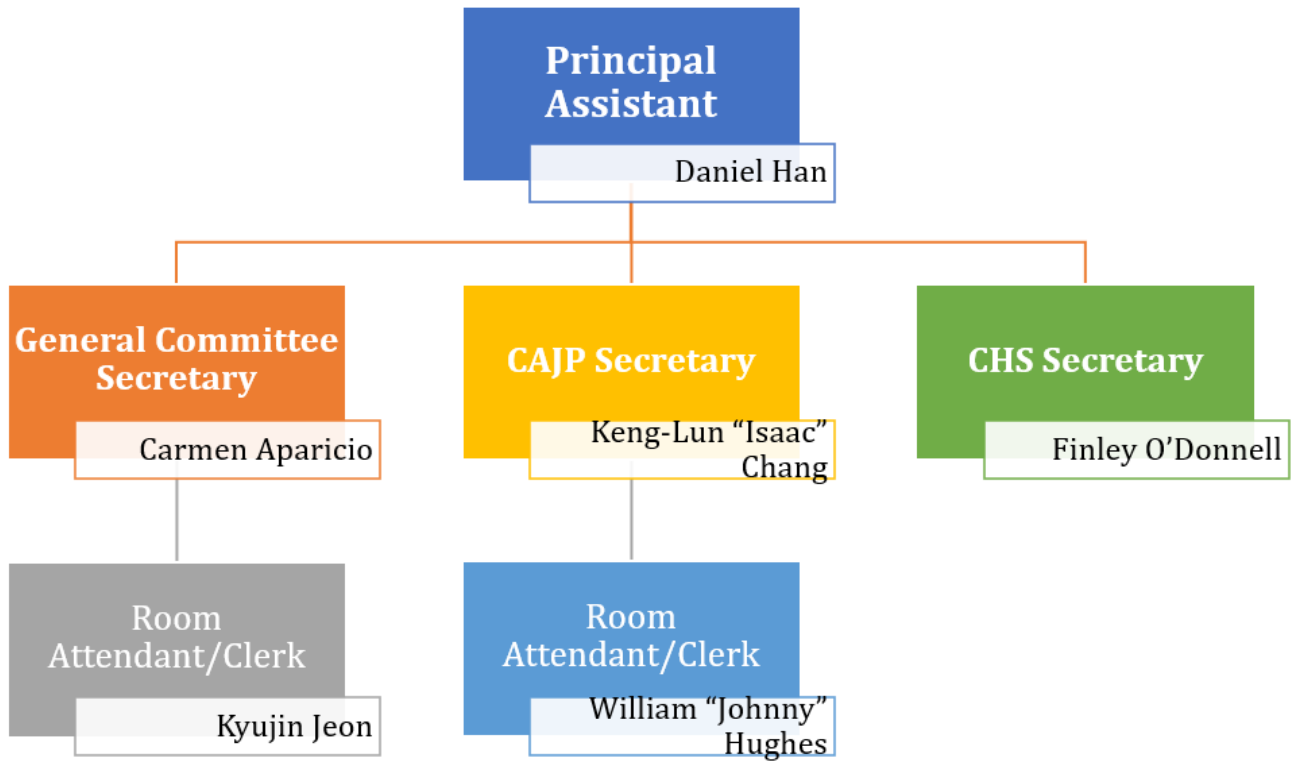 Principal
Assistant
Daniel Han
General Committee
Secretary
Carmen Aparicio
CAJP Secretary
Keng-Lun “Isaac”
Chang
CHS Secretary
Finley O’Donnell
Room
Attendant/Clerk
Kyujin Jeon
Room
Attendant/Clerk
William “Johnny”
Hughes